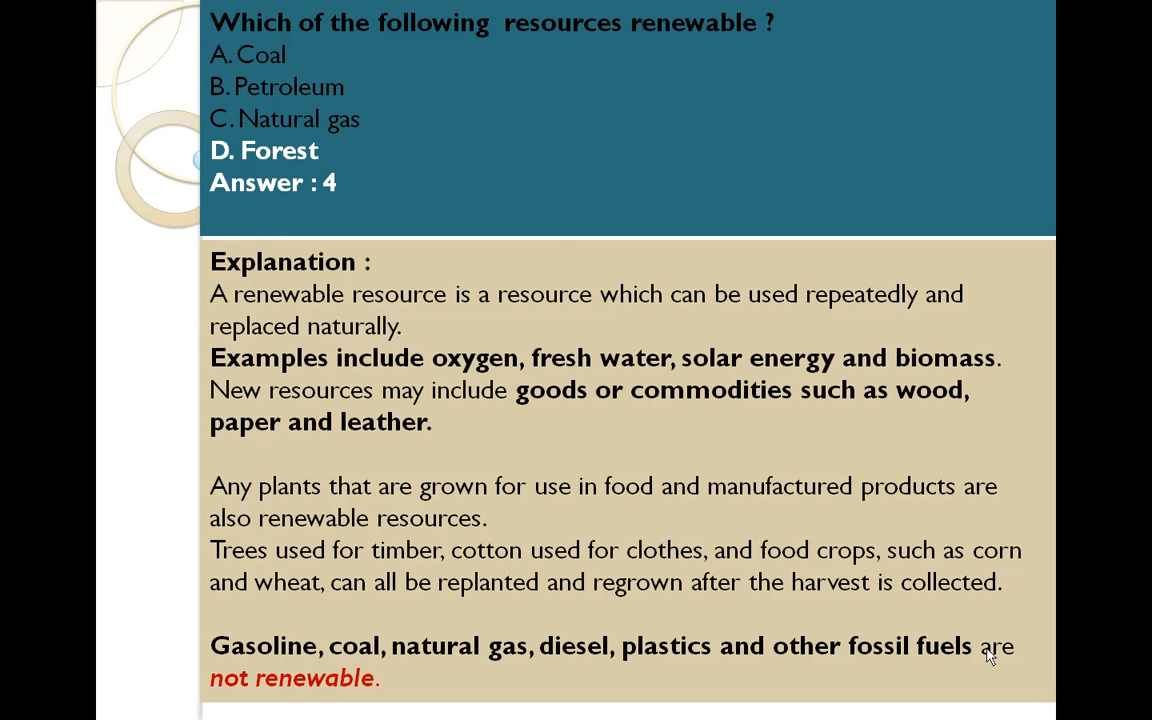 Which of the following resources renewable ?
A. Coal
B. Petroleum
C. Natural gas
D. Forest
Answer : 4
Explanation :
A renewable resource is a resource which can be used repeatedly and
replaced naturally.
Examples include oxygen, fresh water, solar energy and biomass.
New resources may include goods or commodities such as wood,
paper and leather.
Any plants that are grown for use in food and manufactured products are
also renewable resources.
Trees used for timber, cotton used for clothes, and food crops, such as corn
and wheat, can all be replanted and regrown after the harvest is collected.
Gasoline, coal, natural gas, diesel, plastics and other fossil fuels are
not renewable.